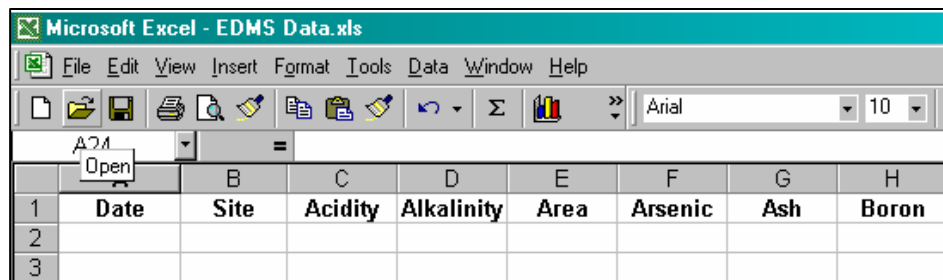 Microsoft Excel - EDMS Data.xls
File Edit View Insert Format Tools Data Window Help
Σ » Arial 10
A24 =
Open
A B C D E F G H
1 Date Site Acidity Alkalinity Area Arsenic Ash Boron
2
3